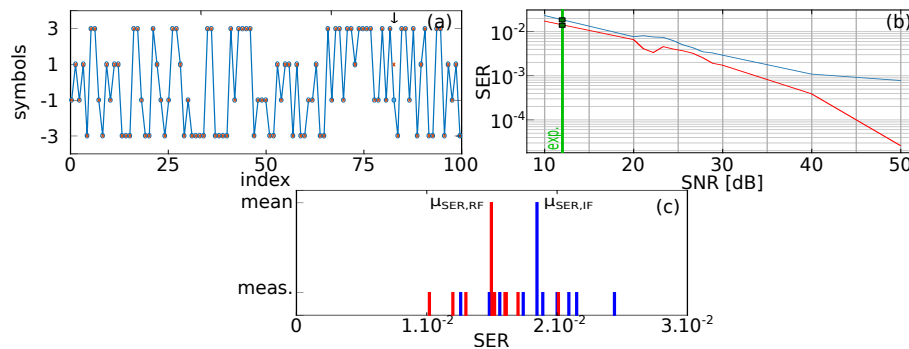 (a)
symbols
3
1
-1
-3
0
25
50
75
100
index
(b)
SER
10⁻²
10⁻³
10⁻⁴
exp.
10
20
30
40
50
SNR [dB]
(c)
mean
meas.
μSER,RF
μSER,IF
0
1.10⁻²
2.10⁻²
3.10⁻²
SER